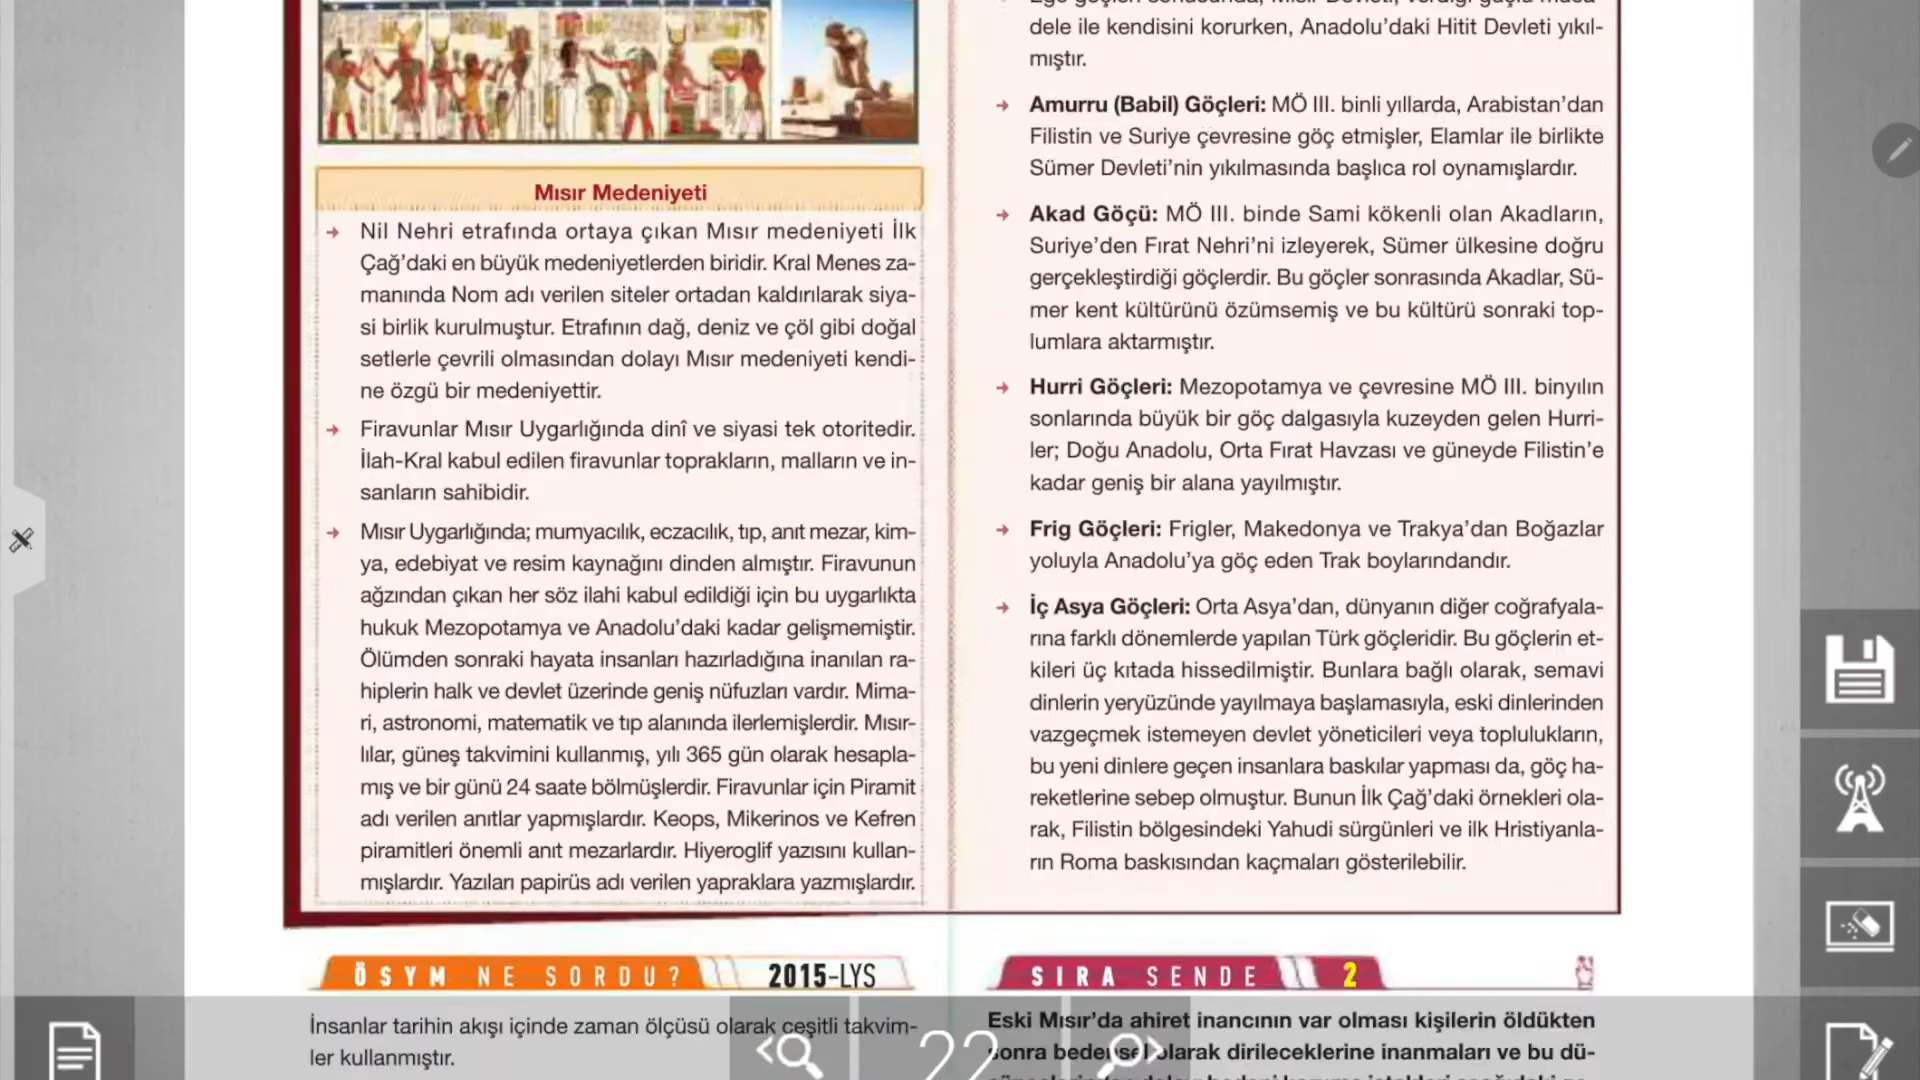 Mısır Medeniyeti
Nil Nehri etrafında ortaya çıkan Mısır medeniyeti İlk
Çağ’daki en büyük medeniyetlerden biridir. Kral Menes za-
manında Nom adı verilen siteler ortadan kaldırılarak siya-
si birlik kurulmuştur. Etrafının dağ, deniz ve çöl gibi doğal
setlerle çevrili olmasından dolayı Mısır medeniyeti kendi-
ne özgü bir medeniyettir.
Firavunlar Mısır Uygarlığında dinî ve siyasi tek otoritedir.
İlah-Kral kabul edilen firavunlar toprakların, malların ve in-
sanların sahibidir.
Mısır Uygarlığında; mumyacılık, eczacılık, tıp, anıt mezar, kim-
ya, edebiyat ve resim kaynağını dinden almıştır. Firavunun
ağzından çıkan her söz ilahi kabul edildiği için bu uygarlıkta
hukuk Mezopotamya ve Anadolu’daki kadar gelişmemiştir.
Ölümden sonraki hayata insanları hazırladığına inanılan ra-
hiplerin halk ve devlet üzerinde geniş nüfuzları vardır. Mima-
ri, astronomi, matematik ve tıp alanında ilerlemişlerdir. Mısır-
lılar, güneş takvimini kullanmış, yılı 365 gün olarak hesapla-
mış ve bir günü 24 saate bölmüşlerdir. Firavunlar için Piramit
adı verilen anıtlar yapmışlardır. Keops, Mikerinos ve Kefren
piramitleri önemli anıt mezarlardır. Hiyeroglif yazısını kullan-
mışlardır. Yazıları papirüs adı verilen yapraklara yazmışlardır.
ÖSYM NE SORDU? 2015-LYS
İnsanlar tarihin akışı içinde zaman ölçüsü olarak çeşitli takvim-
ler kullanmıştır.
Ege göçleri sonucunda, Mısır Devleti, verdiği güçlü müca-
dele ile kendisini korurken, Anadolu’daki Hitit Devleti yıkıl-
mıştır.
Amurru (Babil) Göçleri: MÖ III. binli yıllarda, Arabistan’dan
Filistin ve Suriye çevresine göç etmişler, Elamlar ile birlikte
Sümer Devleti’nin yıkılmasında başlıca rol oynamışlardır.
Akad Göçü: MÖ III. binde Sami kökenli olan Akadların,
Suriye’den Fırat Nehri’ni izleyerek, Sümer ülkesine doğru
gerçekleştirdiği göçlerdir. Bu göçler sonrasında Akadlar, Sü-
mer kent kültürünü özümsemiş ve bu kültürü sonraki top-
lumlara aktarmıştır.
Hurri Göçleri: Mezopotamya ve çevresine MÖ III. binyılın
sonlarında büyük bir göç dalgasıyla kuzeyden gelen Hurri-
ler; Doğu Anadolu, Orta Fırat Havzası ve güneyde Filistin’e
kadar geniş bir alana yayılmıştır.
Frig Göçleri: Frigler, Makedonya ve Trakya’dan Boğazlar
yoluyla Anadolu’ya göç eden Trak boylarındandır.
İç Asya Göçleri: Orta Asya’dan, dünyanın diğer coğrafyala-
rına farklı dönemlerde yapılan Türk göçleridir. Bu göçlerin et-
kileri üç kıtada hissedilmiştir. Bunlara bağlı olarak, semavi
dinlerin yeryüzünde yayılmaya başlamasıyla, eski dinlerinden
vazgeçmek istemeyen devlet yöneticileri veya toplulukların,
bu yeni dinlere geçen insanlara baskılar yapması da, göç ha-
reketlerine sebep olmuştur. Bunun İlk Çağ’daki örnekleri ola-
rak, Filistin bölgesindeki Yahudi sürgünleri ve ilk Hristiyanla-
rın Roma baskısından kaçmaları gösterilebilir.
SIRA SENDE 2
Eski Mısır’da ahiret inancının var olması kişilerin öldükten
sonra bedensel olarak dirileceklerine inanmaları ve bu dü-
22